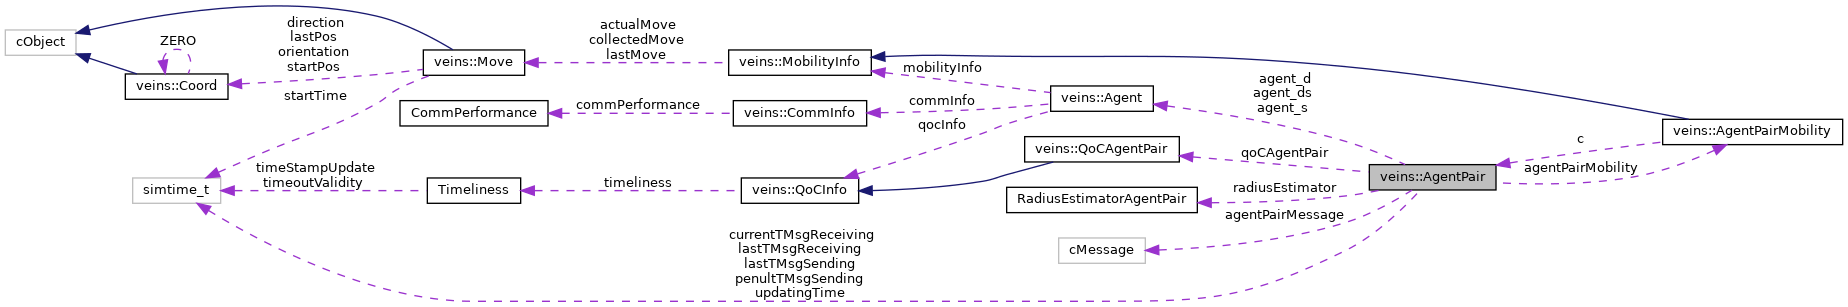 cObject
ZERO
veins::Coord
direction
lastPos
orientation
startPos
startTime
veins::Move
actualMove
collectedMove
lastMove
veins::MobilityInfo
mobilityInfo
CommPerformance
commPerformance
veins::CommInfo
commInfo
qocInfo
veins::Agent
agent_d
agent_ds
agent_s
veins::AgentPairMobility
c
agentPairMobility
veins::QoCAgentPair
qoCAgentPair
veins::AgentPair
simtime_t
timeStampUpdate
timeoutValidity
Timeliness
timeliness
veins::QoCInfo
RadiusEstimatorAgentPair
radiusEstimator
agentPairMessage
cMessage
currentTMsgReceiving
lastTMsgReceiving
lastTMsgSending
penultTMsgSending
updatingTime